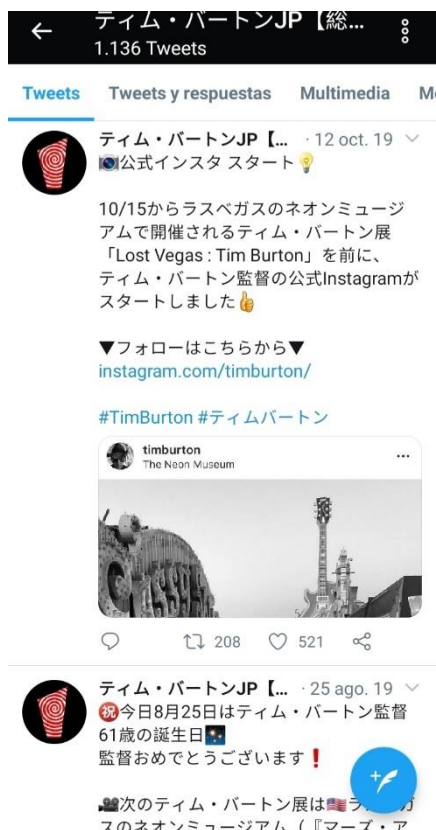 ティム・バートンJP【総...
1.136 Tweets
Tweets Tweets y respuestas Multimedia M
ティム・バートンJP【... · 12 oct. 19
📷公式インスタ スタート💡
10/15からラスベガスのネオンミュージ
アムで開催されるティム・バートン展
「Lost Vegas : Tim Burton」を前に、
ティム・バートン監督の公式Instagramが
スタートしました👍
▼フォローはこちらから▼
instagram.com/timburton/
#TimBurton #ティムバートン
timburton
The Neon Museum
208 521
ティム・バートンJP【... · 25 ago. 19
㊗今日8月25日はティム・バートン監督
61歳の誕生日🎇
監督おめでとうございます❗
🎥次のティム・バートン展は🇺🇸ラ ガ
スのネオンミュージアム（『マーズ・ア